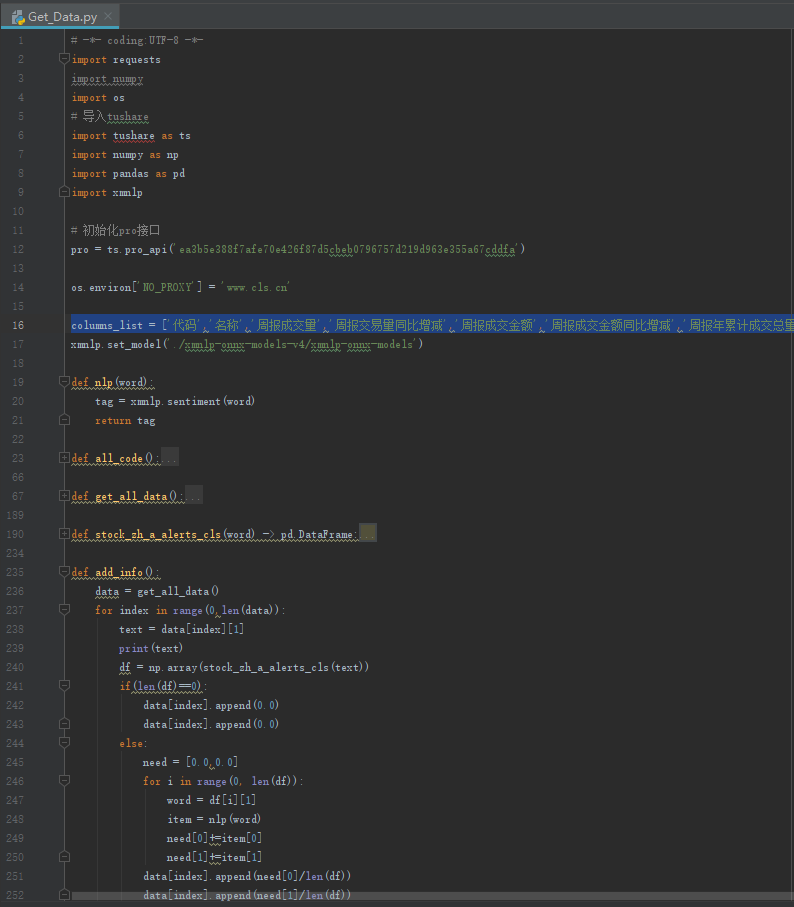 Get_Data.py
1 # -*- coding:UTF-8 -*-
2 import requests
3 import numpy
4 import os
5 # 导入tushare
6 import tushare as ts
7 import numpy as np
8 import pandas as pd
9 import xmnlp
10
11 # 初始化pro接口
12 pro = ts.pro_api('ea3b5e388f7afe70e426f87d5cbeb0796757d219d963e355a67cddfa')
13
14 os.environ['NO_PROXY'] = 'www.cls.cn'
15
16 columns_list = ['代码','名称','周报成交量','周报交易量同比增减','周报成交金额','周报成交金额同比增减','周报年累计成交总量
17 xmnlp.set_model('./xmnlp-onnx-models-v4/xmnlp-onnx-models')
18
19 def nlp(word):
20 tag = xmnlp.sentiment(word)
21 return tag
22
23 def all_code():...
66
67 def get_all_data():...
189
190 def stock_zh_a_alerts_cls(word) -> pd.DataFrame:...
234
235 def add_info():
236 data = get_all_data()
237 for index in range(0,len(data)):
238 text = data[index][1]
239 print(text)
240 df = np.array(stock_zh_a_alerts_cls(text))
241 if(len(df)==0):
242 data[index].append(0.0)
243 data[index].append(0.0)
244 else:
245 need = [0.0,0.0]
246 for i in range(0, len(df)):
247 word = df[i][1]
248 item = nlp(word)
249 need[0]+=item[0]
250 need[1]+=item[1]
251 data[index].append(need[0]/len(df))
252 data[index].append(need[1]/len(df))